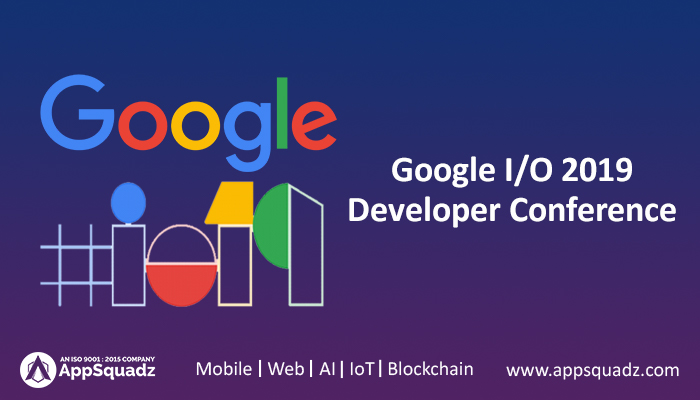 Google
#io19
Google I/O 2019
Developer Conference
AN ISO 9001 : 2015 COMPANY
AppSquadz
Mobile | Web | AI | IoT | Blockchain
www.appsquadz.com